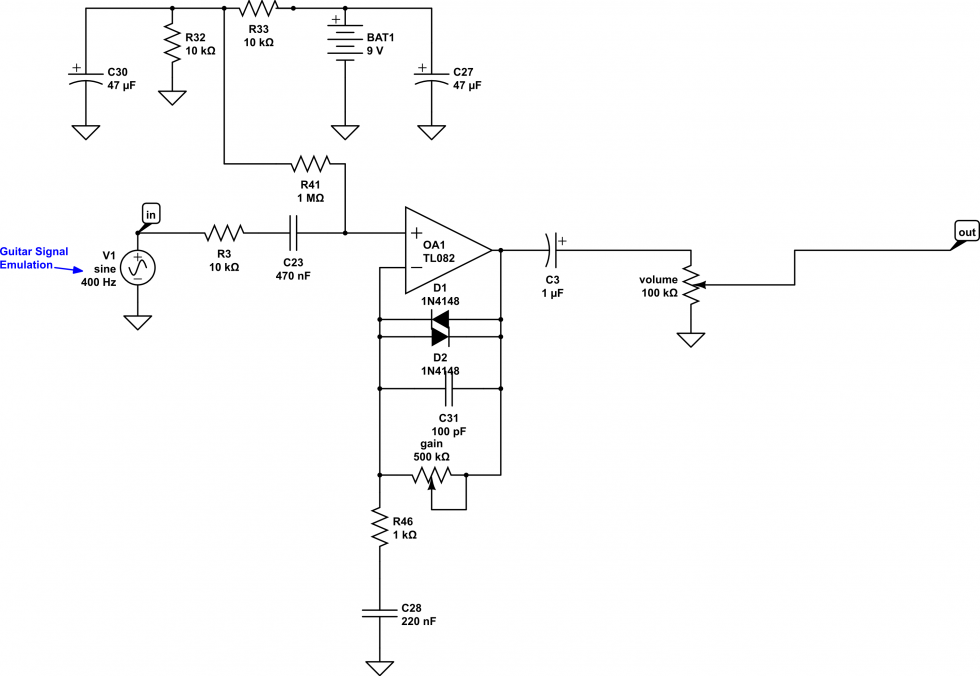 R33
10 kΩ
R32
10 kΩ
+
BAT1
9 V
+
C30
47 µF
+
C27
47 µF
R41
1 MΩ
in
R3
10 kΩ
C23
470 nF
Guitar Signal
Emulation
V1
sine
400 Hz
+
−
+
−
OA1
TL082
+
C3
1 µF
volume
100 kΩ
out
D1
1N4148
D2
1N4148
C31
100 pF
gain
500 kΩ
R46
1 kΩ
C28
220 nF